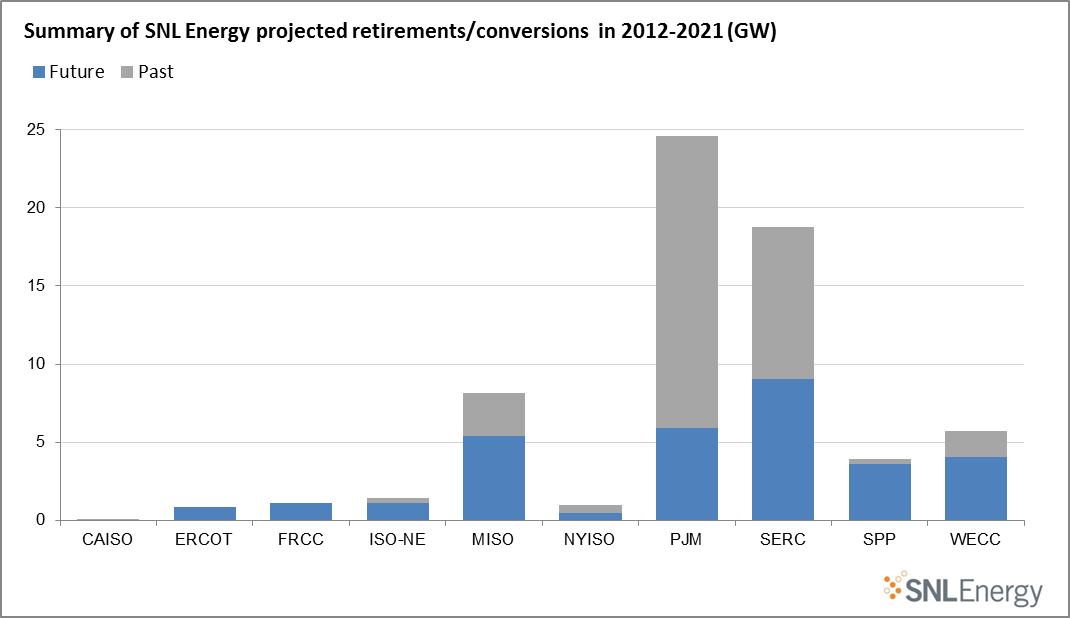 Summary of SNL Energy projected retirements/conversions in 2012-2021 (GW)
Future Past
25
20
15
10
5
0
CAISO ERCOT FRCC ISO-NE MISO NYISO PJM SERC SPP WECC
SNLEnergy